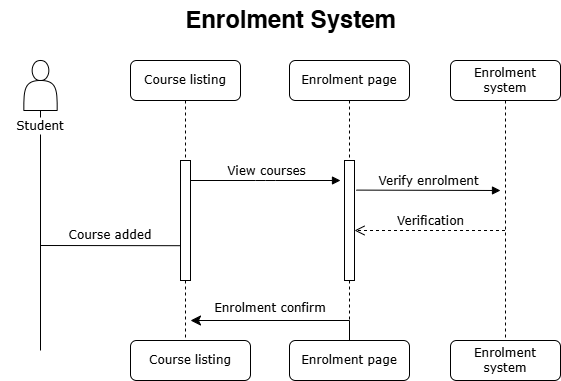 Enrolment System
Student
Course listing
Enrolment page
Enrolment
system
View courses
Verify enrolment
Verification
Course added
Enrolment confirm
Course listing
Enrolment page
Enrolment
system